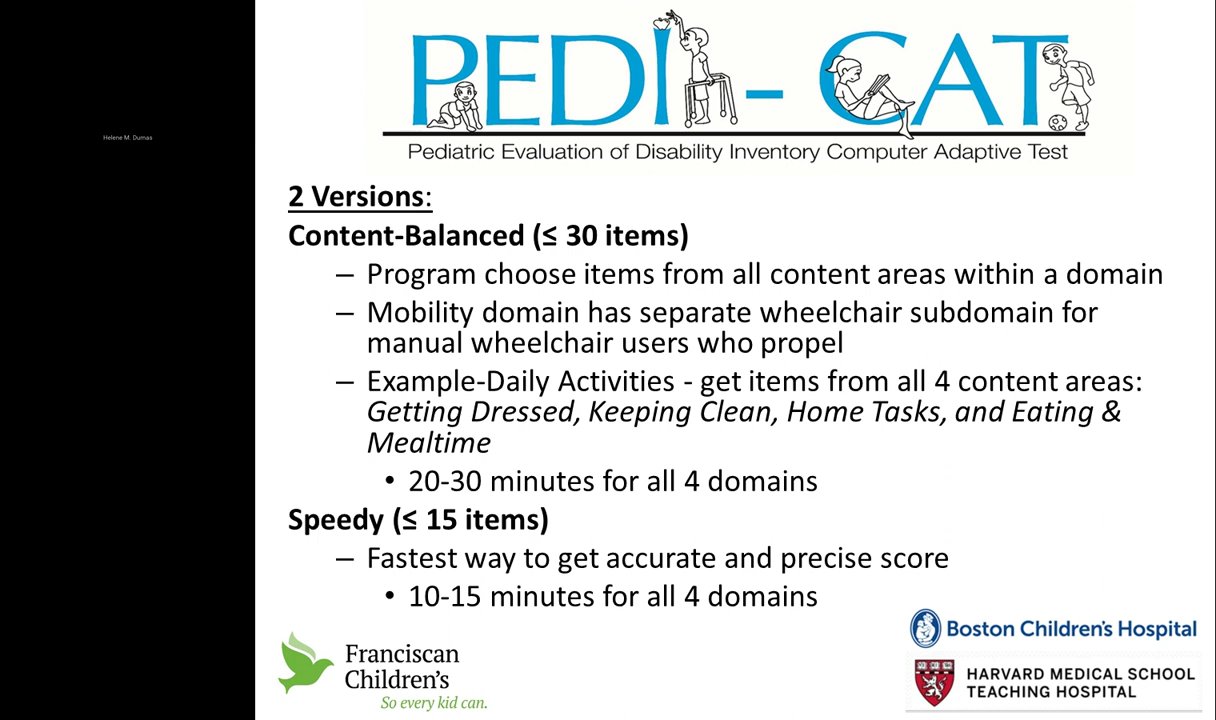 Helene M. Dumas
PEDI - CAT
Pediatric Evaluation of Disability Inventory Computer Adaptive Test
2 Versions:
Content-Balanced (≤ 30 items)
– Program choose items from all content areas within a domain
– Mobility domain has separate wheelchair subdomain for
manual wheelchair users who propel
– Example-Daily Activities - get items from all 4 content areas:
Getting Dressed, Keeping Clean, Home Tasks, and Eating &
Mealtime
• 20-30 minutes for all 4 domains
Speedy (≤ 15 items)
– Fastest way to get accurate and precise score
• 10-15 minutes for all 4 domains
Franciscan
Children's
So every kid can.
Boston Children's Hospital
HARVARD MEDICAL SCHOOL
TEACHING HOSPITAL